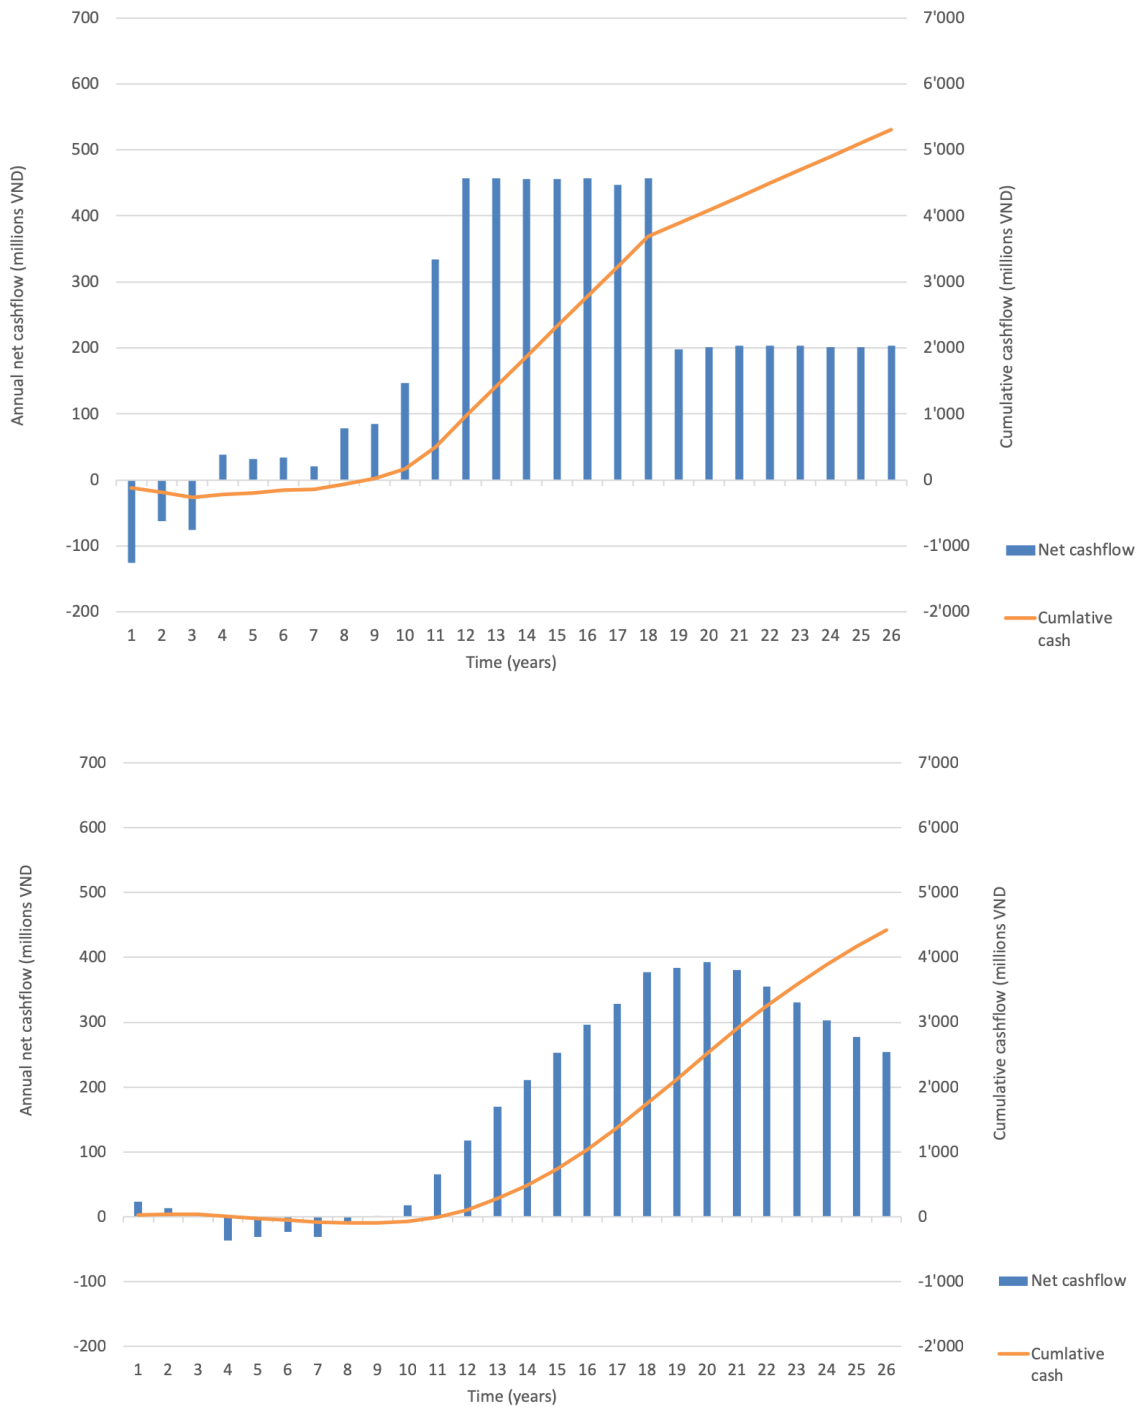 700
600
500
400
300
200
100
0
-100
-200
Annual net cashflow (millions VND)
7'000
6'000
5'000
4'000
3'000
2'000
1'000
0
-1'000
-2'000
Cumulative cashflow (millions VND)
1 2 3 4 5 6 7 8 9 10 11 12 13 14 15 16 17 18 19 20 21 22 23 24 25 26
Time (years)
Net cashflow
Cumlative
cash
700
600
500
400
300
200
100
0
-100
-200
Annual net cashflow (millions VND
7'000
6'000
5'000
4'000
3'000
2'000
1'000
0
-1'000
-2'000
Cumulative cashflow (millions VND
1 2 3 4 5 6 7 8 9 10 11 12 13 14 15 16 17 18 19 20 21 22 23 24 25 26
Time (years)
Net cashflow
Cumlative
cash